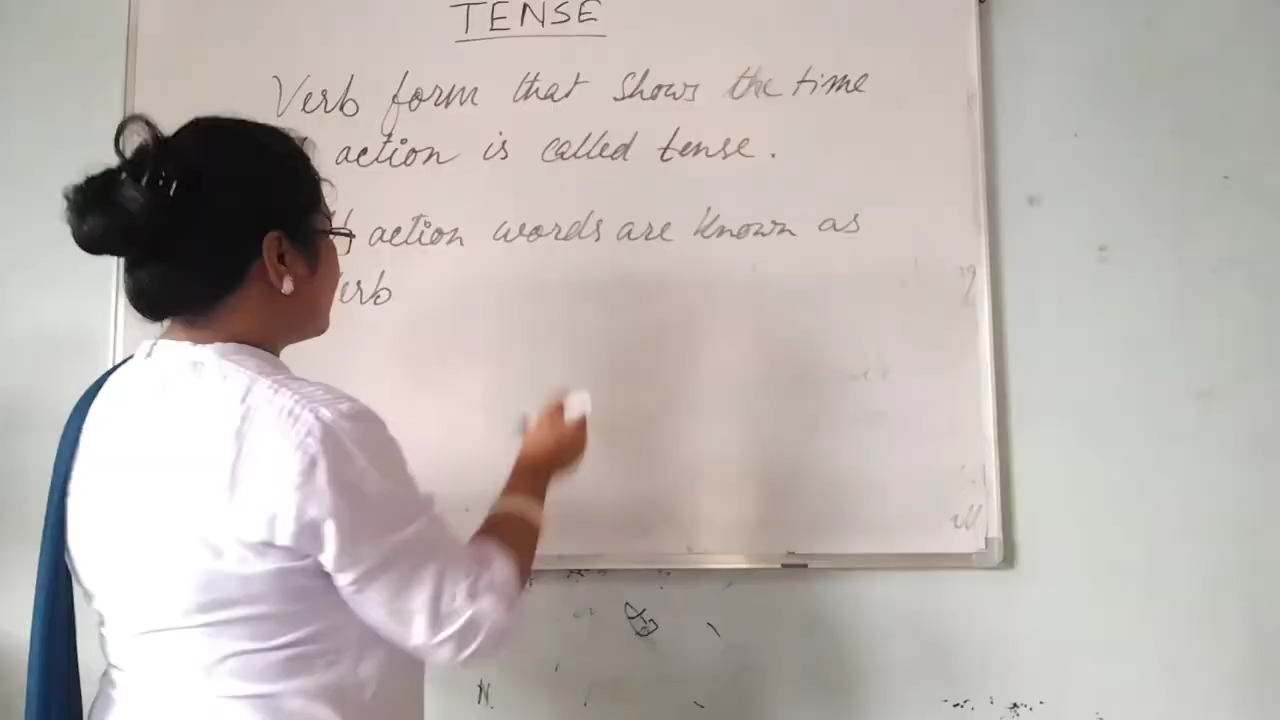 TENSE
Verb form that shows the time
action is called tense.
action words are known as
erb
N